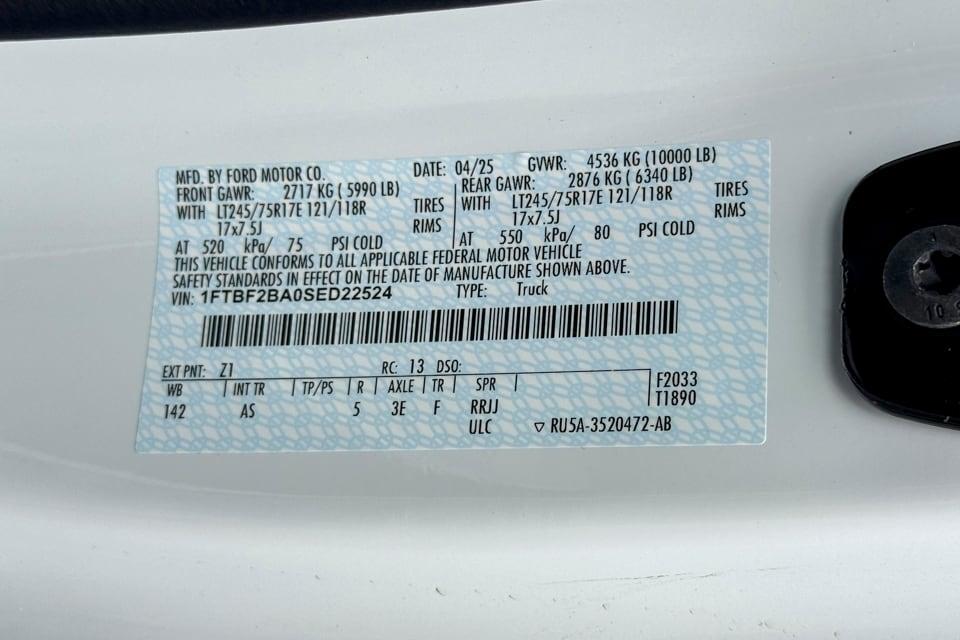 MFD. BY FORD MOTOR CO. DATE: 04/25 GVWR: 4536 KG (10000 LB)
FRONT GAWR: 2717 KG ( 5990 LB) REAR GAWR: 2876 KG ( 6340 LB)
WITH LT245/75R17E 121/118R TIRES WITH LT245/75R17E 121/118R TIRES
17x7.5J RIMS 17x7.5J RIMS
AT 520 kPa/ 75 PSI COLD AT 550 kPa/ 80 PSI COLD
THIS VEHICLE CONFORMS TO ALL APPLICABLE FEDERAL MOTOR VEHICLE
SAFETY STANDARDS IN EFFECT ON THE DATE OF MANUFACTURE SHOWN ABOVE.
VIN: 1FTBF2BA0SED22524 TYPE: Truck
EXT PNT: Z1 RC: 13 DSO:
WB INT TR TP/PS R AXLE TR SPR F2033
142 AS 5 3E F RRJJ T1890
ULC ▽ RU5A-3520472-AB